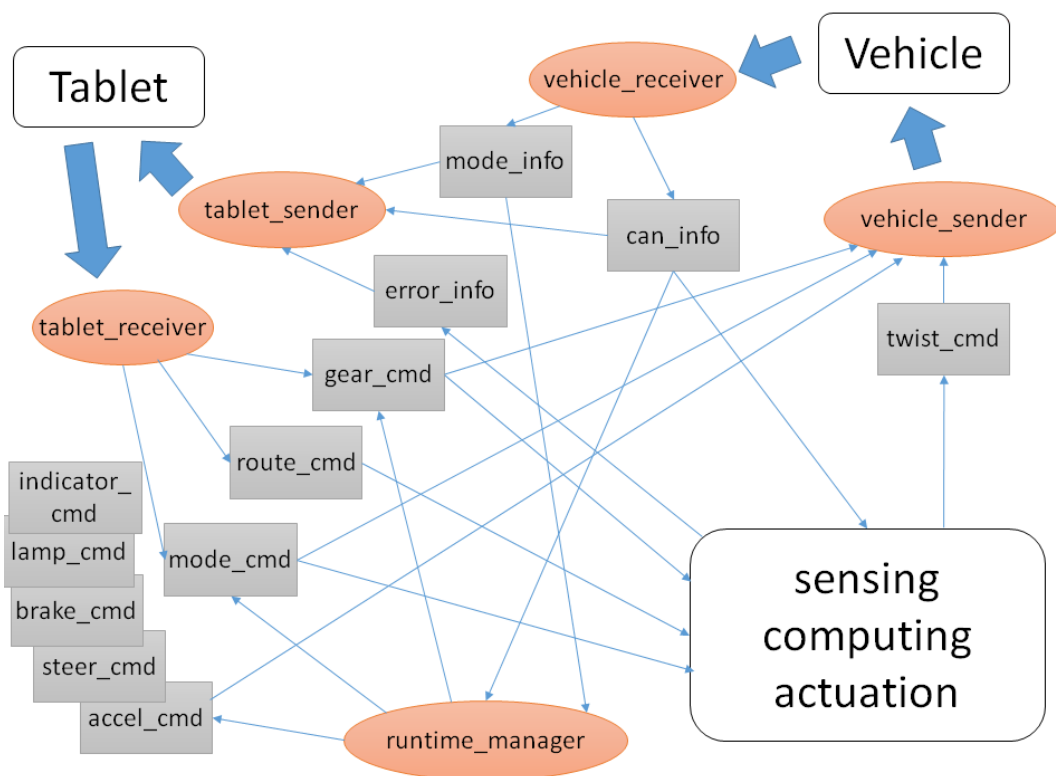 Tablet
vehicle_receiver
Vehicle
mode_info
tablet_sender
can_info
vehicle_sender
error_info
tablet_receiver
twist_cmd
gear_cmd
route_cmd
indicator_
cmd
lamp_cmd
mode_cmd
brake_cmd
steer_cmd
accel_cmd
runtime_manager
sensing
computing
actuation